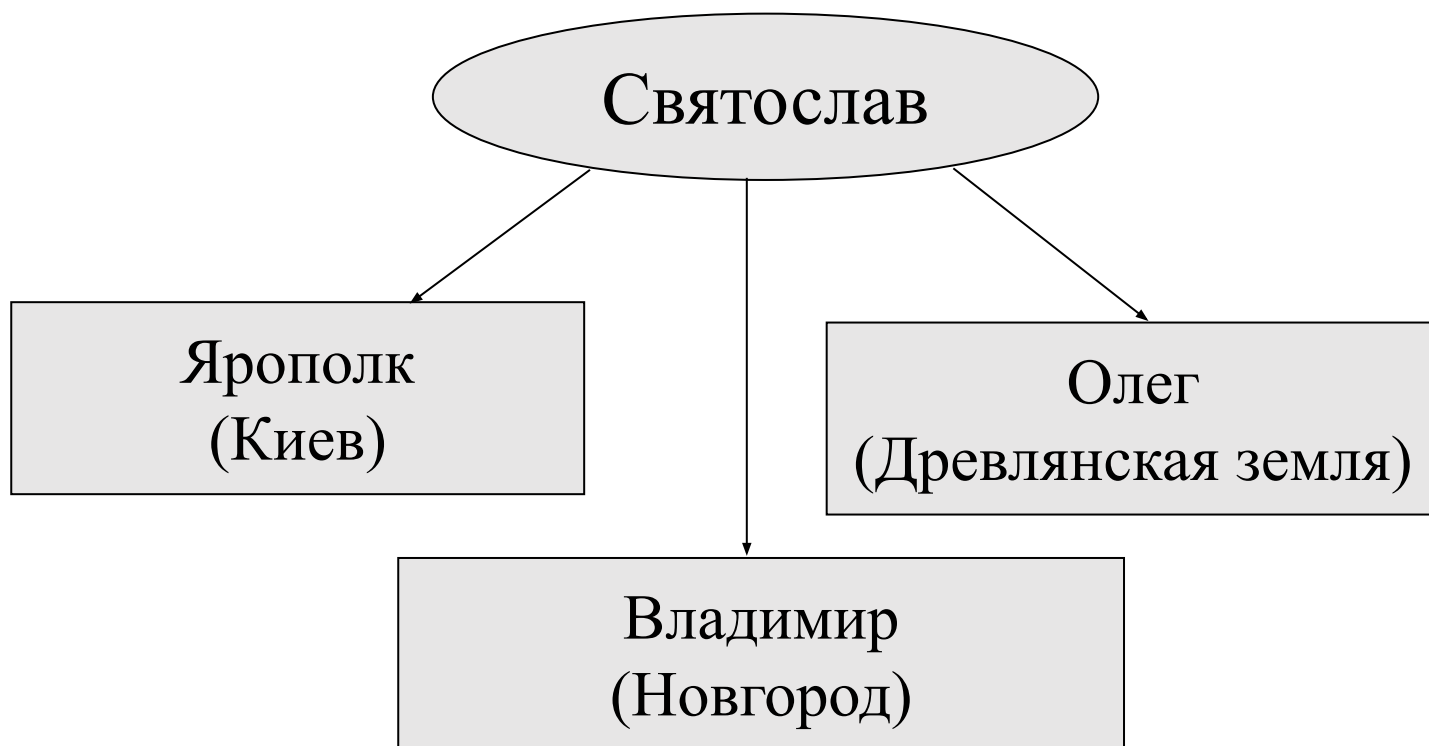 Святослав
Ярополк
(Киев)
Олег
(Древлянская земля)
Владимир
(Новгород)